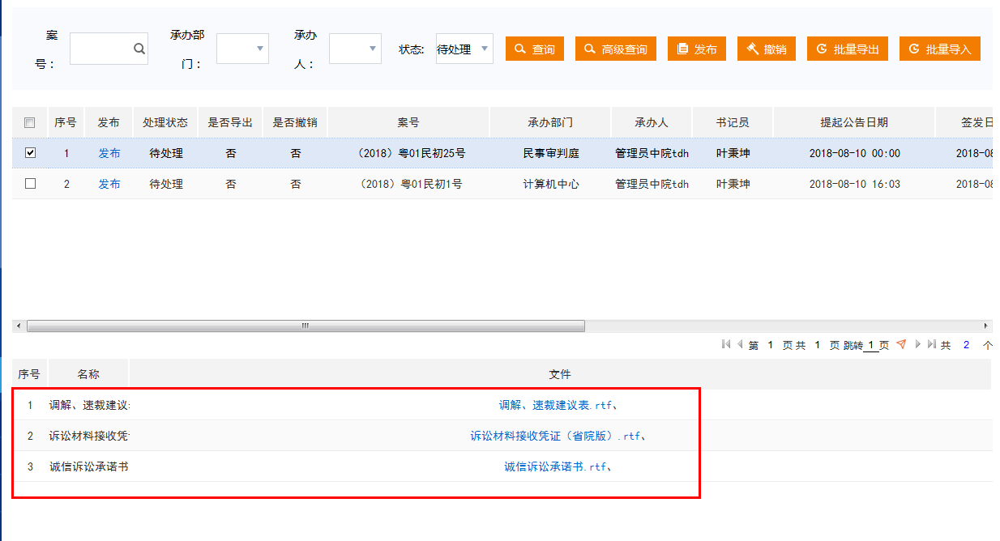 案号： 承办部门： 承办人： 状态: 待处理 查询 高级查询 发布 撤销 批量导出 批量导入
序号 发布 处理状态 是否导出 是否撤销 案号 承办部门 承办人 书记员 提起公告日期 签发日
1 发布 待处理 否 否 （2018）粤01民初25号 民事审判庭 管理员中院tdh 叶秉坤 2018-08-10 00:00 2018-08
2 发布 待处理 否 否 （2018）粤01民初1号 计算机中心 管理员中院tdh 叶秉坤 2018-08-10 16:03 2018-08
第 1 页 共 1 页 跳转 1 页 共 2 个
序号 名称 文件
1 调解、速裁建议 调解、速裁建议表.rtf、
2 诉讼材料接收凭 诉讼材料接收凭证（省院版）.rtf、
3 诚信诉讼承诺书 诚信诉讼承诺书.rtf、